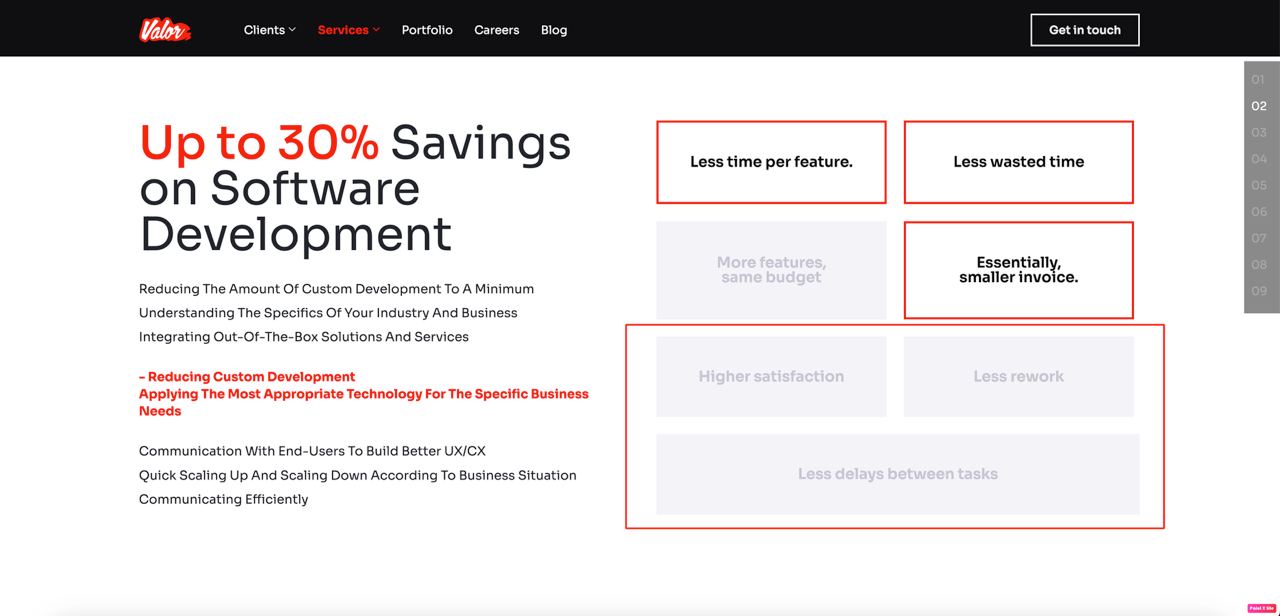 Valor
Clients
Services
Portfolio
Careers
Blog
Get in touch
01
02
03
04
05
06
07
08
09
Up to 30% Savings
on Software
Development
Reducing The Amount Of Custom Development To A Minimum
Understanding The Specifics Of Your Industry And Business
Integrating Out-Of-The-Box Solutions And Services
– Reducing Custom Development
Applying The Most Appropriate Technology For The Specific Business
Needs
Communication With End-Users To Build Better UX/CX
Quick Scaling Up And Scaling Down According To Business Situation
Communicating Efficiently
Less time per feature.
Less wasted time
More features,
same budget
Essentially,
smaller invoice.
Higher satisfaction
Less rework
Less delays between tasks